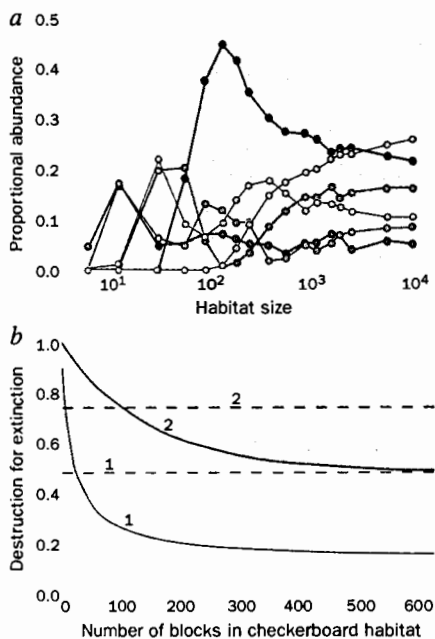 a
0.5
0.4
0.3
0.2
0.1
0.0
Proportional abundance
10¹ 10² 10³ 10⁴
Habitat size
b
1.0
0.8
0.6
0.4
0.2
0.0
Destruction for extinction
2
2
1
1
0 100 200 300 400 500 600
Number of blocks in checkerboard habitat